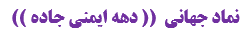 نماد جهانی (( دهه ایمنی جاده ))